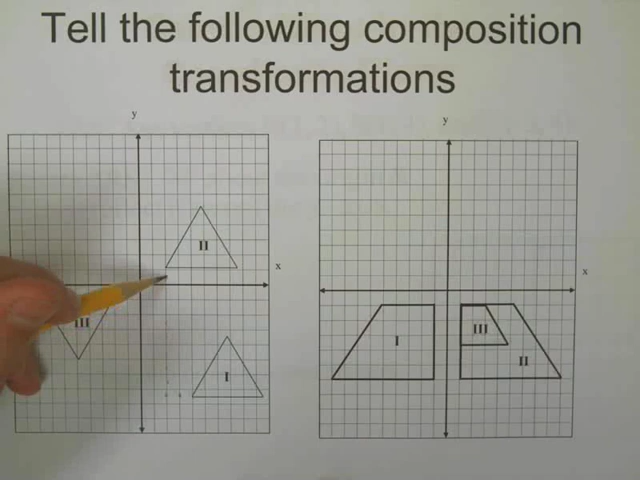 Tell the following composition
transformations
y
II
x
III
I
y
x
I
III
II